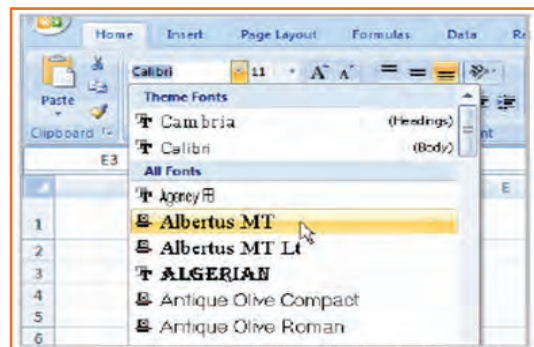 Home Insert Page Layout Formulas Data Re
Calibri 11 A A
Paste
Theme Fonts
Cambria (Headings)
Calibri (Body)
Clipboard nt
All Fonts
E3
Agency FB
E
Albertus MT
1
Albertus MT Lt
2
ALGERIAN
3
Antique Olive Compact
4
Antique Olive Roman
5
6